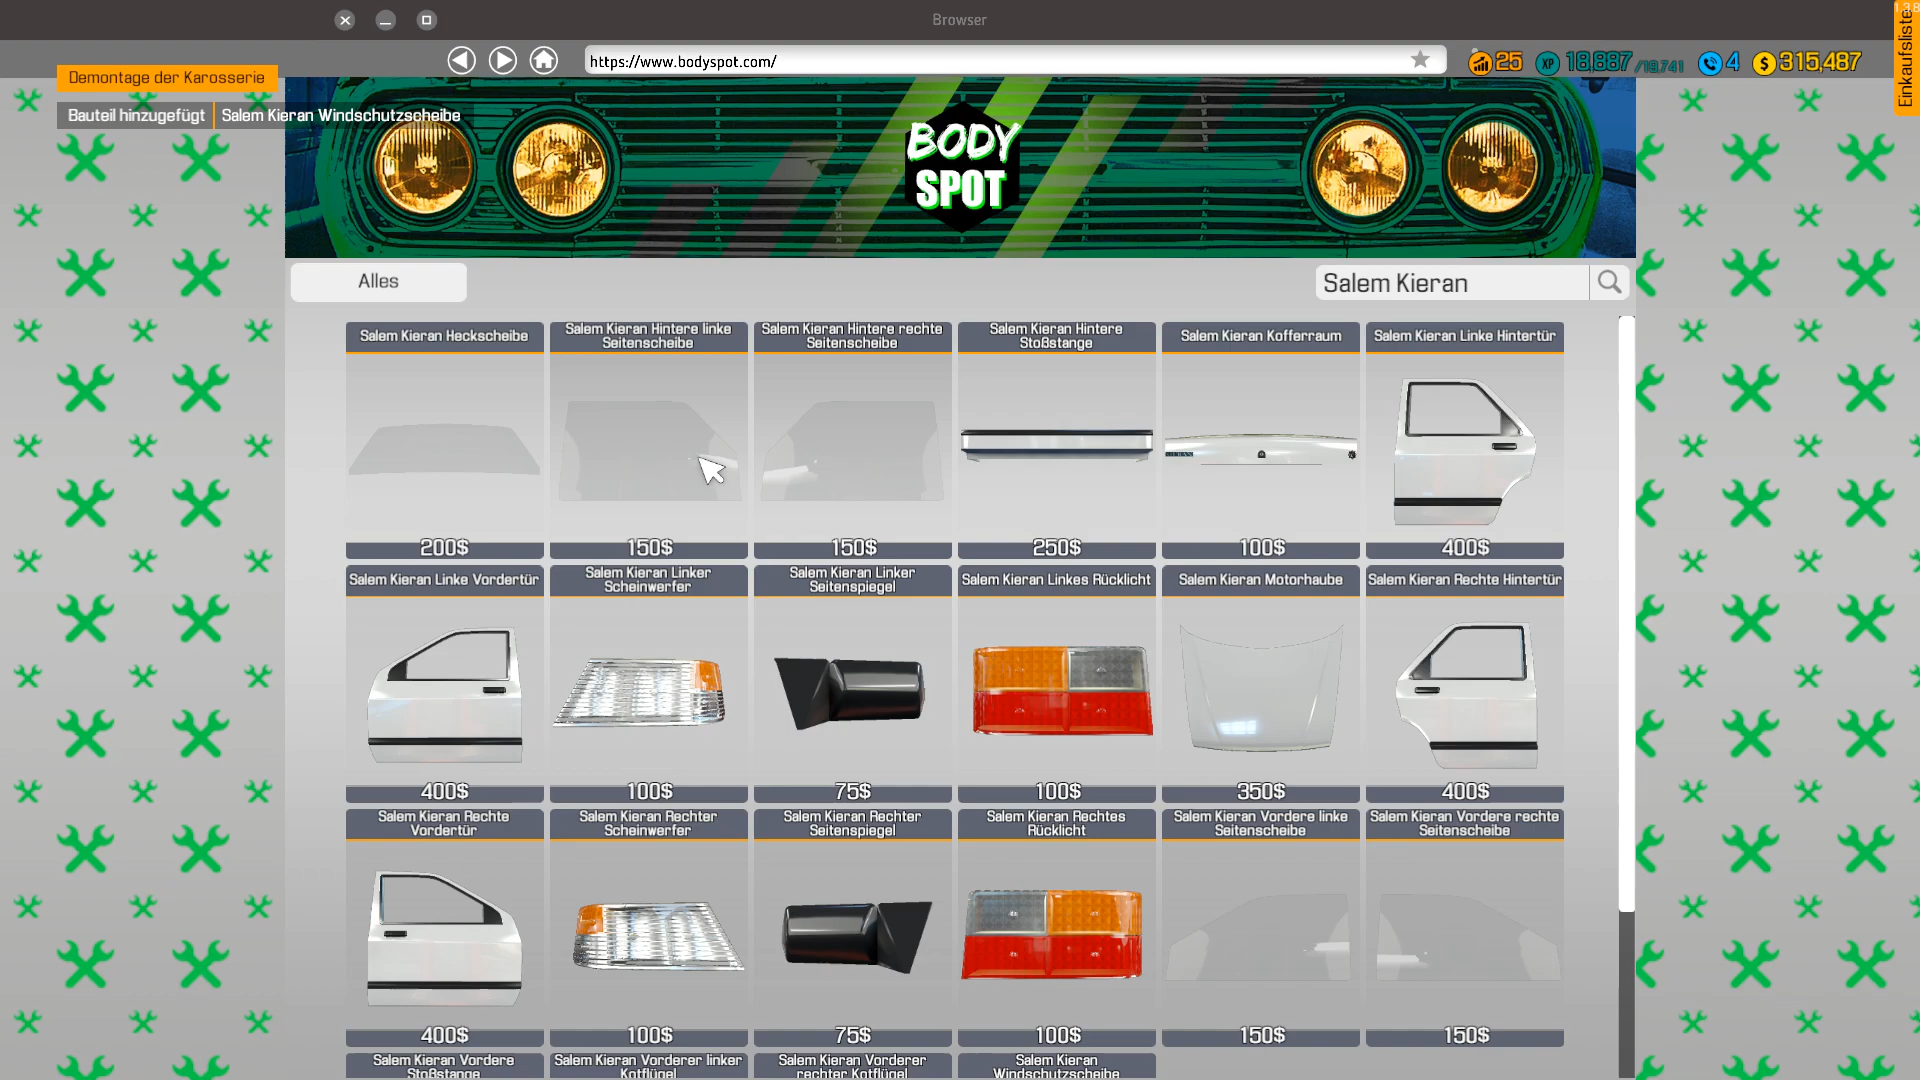 Browser
1.3.8
https://www.bodyspot.com/
25
XP 18,887/19,741
4
$ 315,487
Einkaufsliste
Demontage der Karosserie
Bauteil hinzugefügt
Salem Kieran Windschutzscheibe
BODY
SPOT
Alles
Salem Kieran
Salem Kieran Heckscheibe
Salem Kieran Hintere linke
Seitenscheibe
Salem Kieran Hintere rechte
Seitenscheibe
Salem Kieran Hintere
Stoßstange
Salem Kieran Kofferraum
Salem Kieran Linke Hintertür
KIERAN
200$
150$
150$
250$
100$
400$
Salem Kieran Linke Vordertür
Salem Kieran Linker
Scheinwerfer
Salem Kieran Linker
Seitenspiegel
Salem Kieran Linkes Rücklicht
Salem Kieran Motorhaube
Salem Kieran Rechte Hintertür
400$
100$
75$
100$
350$
400$
Salem Kieran Rechte
Vordertür
Salem Kieran Rechter
Scheinwerfer
Salem Kieran Rechter
Seitenspiegel
Salem Kieran Rechtes
Rücklicht
Salem Kieran Vordere linke
Seitenscheibe
Salem Kieran Vordere rechte
Seitenscheibe
400$
100$
75$
100$
150$
150$
Salem Kieran Vordere
Stoßstange
Salem Kieran Vorderer linker
Kotflügel
Salem Kieran Vorderer
rechter Kotflügel
Salem Kieran
Windschutzscheibe